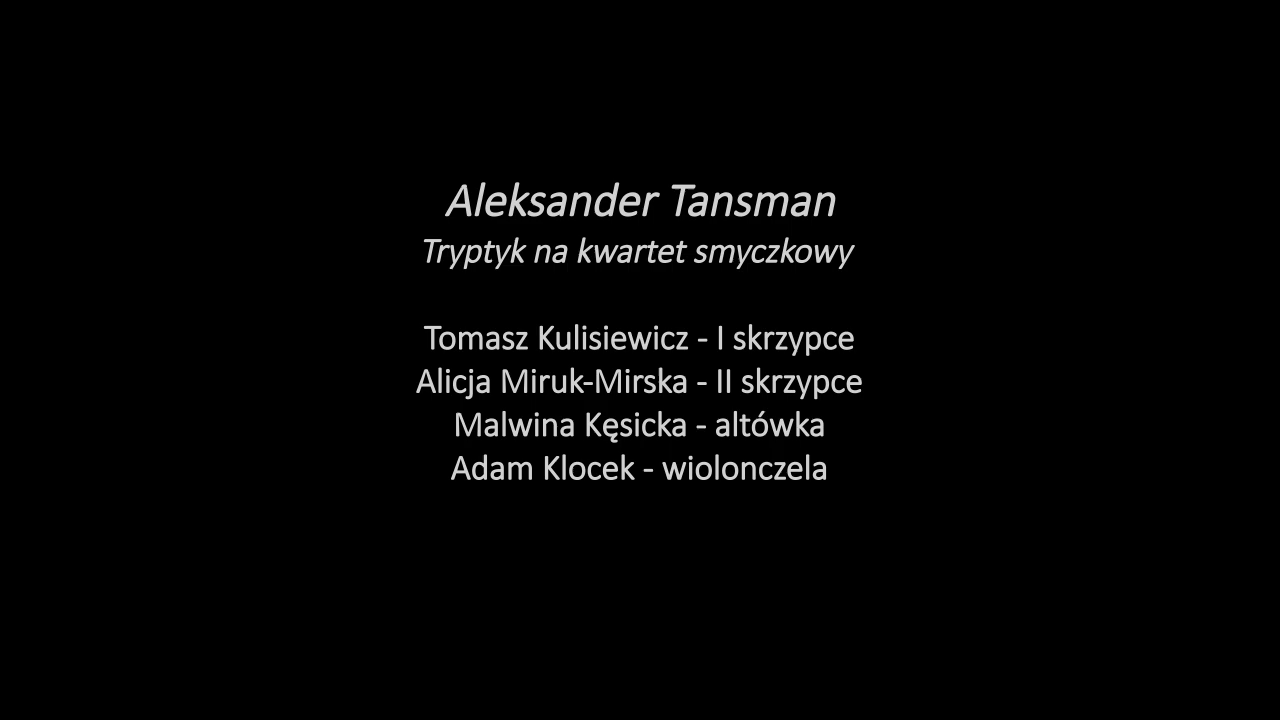 Aleksander Tansman
Tryptyk na kwartet smyczkowy
Tomasz Kulisiewicz - I skrzypce
Alicja Miruk-Mirska - II skrzypce
Malwina Kęsicka - altówka
Adam Klocek - wiolonczela